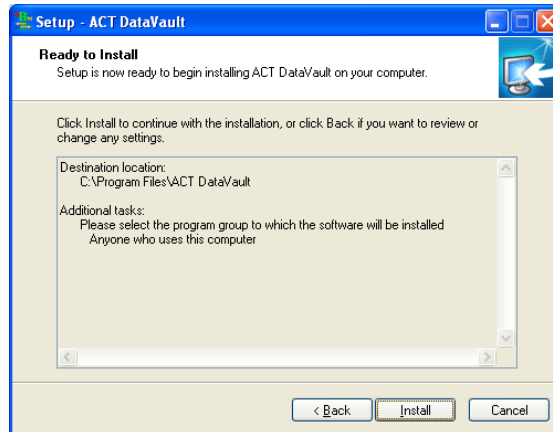 Setup - ACT DataVault
Ready to Install
Setup is now ready to begin installing ACT DataVault on your computer.
Click Install to continue with the installation, or click Back if you want to review or
change any settings.
Destination location:
C:\Program Files\ACT DataVault
Additional tasks:
Please select the program group to which the software will be installed
Anyone who uses this computer
< Back
Install
Cancel